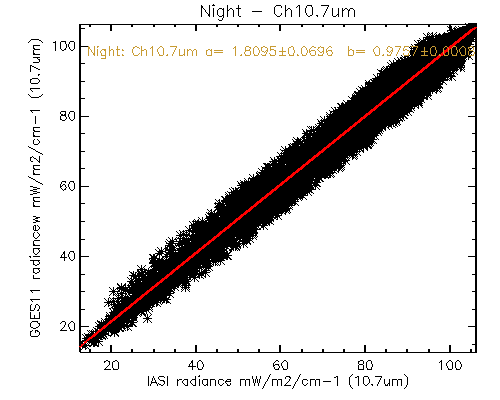 Night - Ch10.7um
Night: Ch10.7um a= 1.8095±0.0696 b= 0.9757±0.0008
100
80
60
40
20
GOES11 radiancew mW/m2/cm-1 (10.7um)
20 40 60 80 100
IASI radiance mW/m2/cm-1 (10.7um)